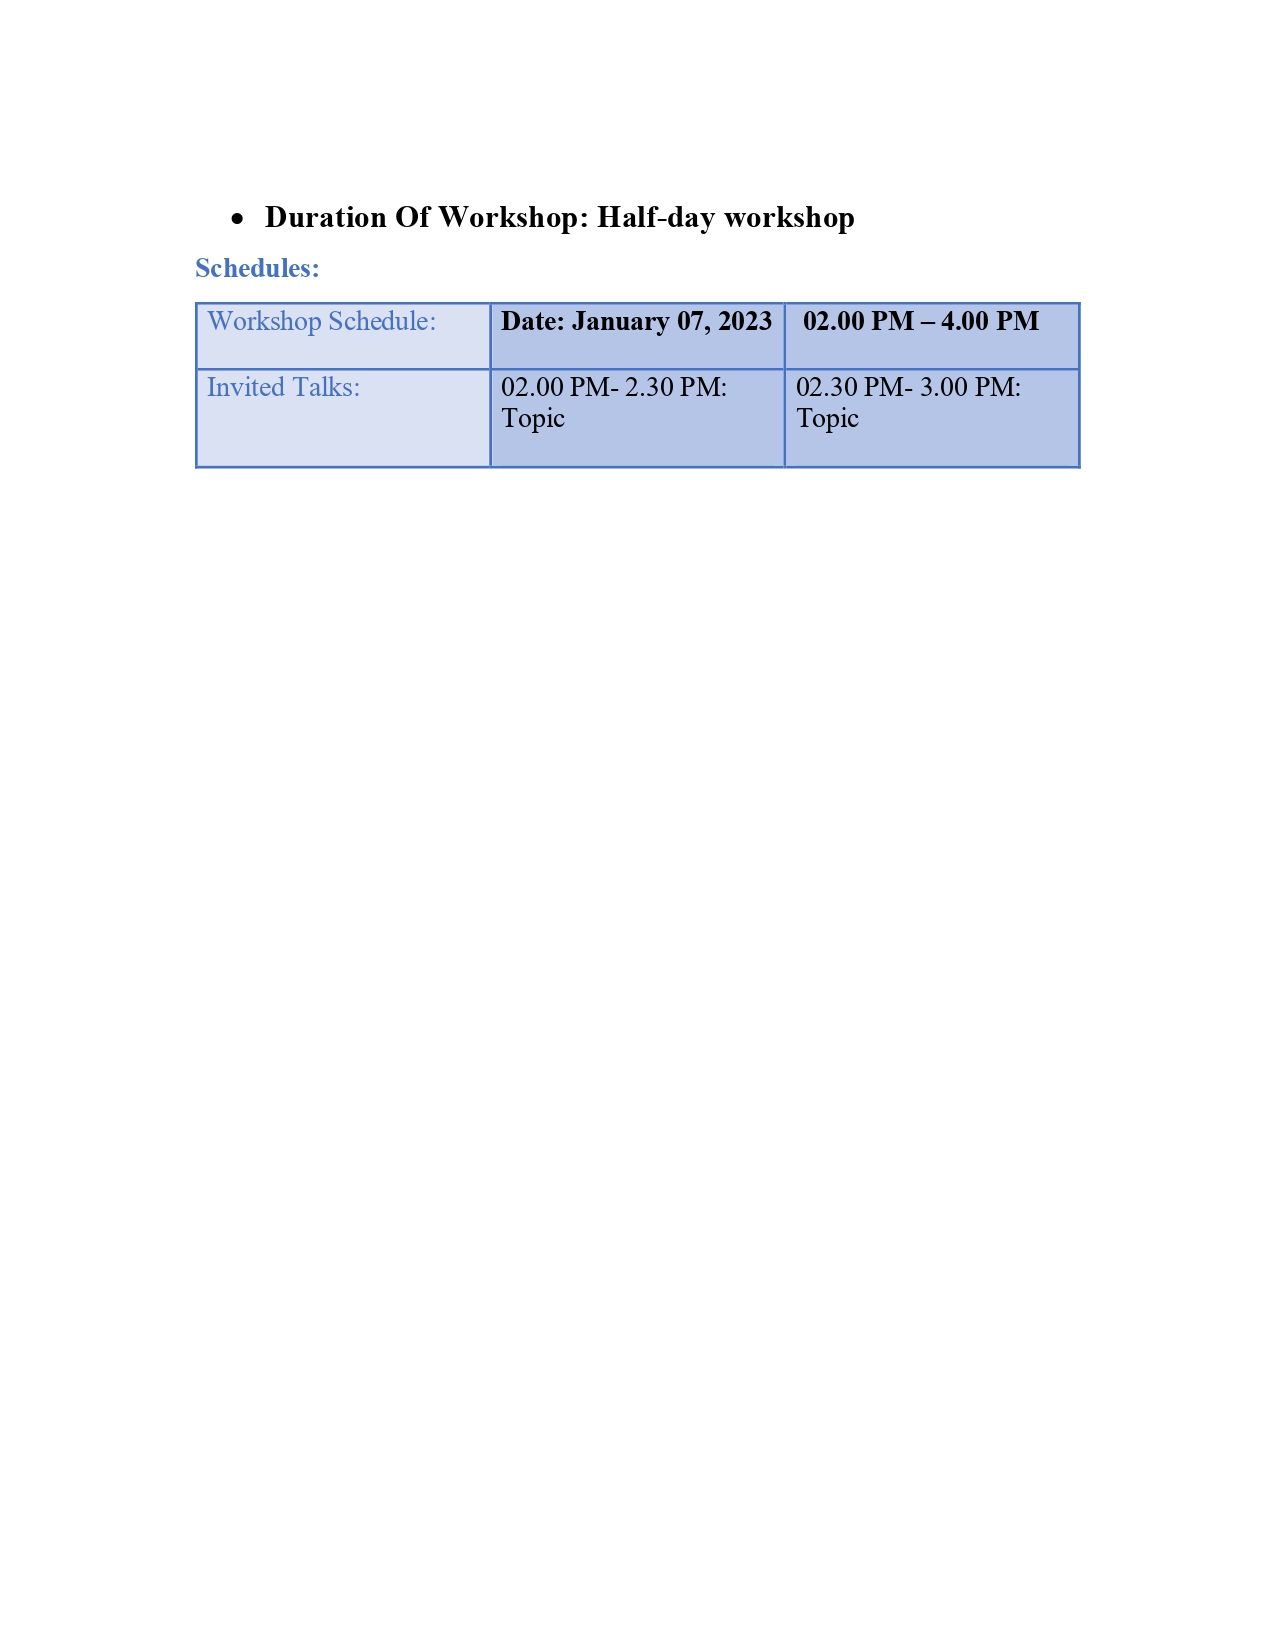 • Duration Of Workshop: Half-day workshop
Schedules:
Workshop Schedule:
Date: January 07, 2023
02.00 PM – 4.00 PM
Invited Talks:
02.00 PM- 2.30 PM:
Topic
02.30 PM- 3.00 PM:
Topic